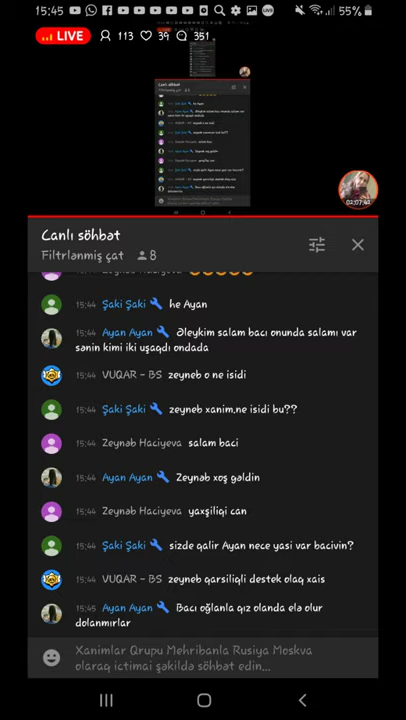 15:45 LIVE 55%
LIVE 113 39 351
02:07:42
Canlı söhbət
Filtrlənmiş çat 8
15:44 Şaki Şaki he Ayan
15:44 Ayan Ayan Əleykim salam bacı onunda salamı var
sənin kimi iki uşaqdı ondada
15:44 VUQAR - BS zeyneb o ne isidi
15:44 Şaki Şaki zeyneb xanim,ne isidi bu??
15:44 Zeynəb Haciyeva salam baci
15:44 Ayan Ayan Zeynəb xoş gəldin
15:44 Zeynəb Haciyeva yaxşiliqi can
15:44 Şaki Şaki sizde qalir Ayan nece yasi var bacivin?
15:44 VUQAR - BS zeyneb qarsiliqli destek olaq xais
15:45 Ayan Ayan Bacı oğlanla qız olanda elə olur
dolanmırlar
Xanimlar Qrupu Mehribanla Rusiya Moskva
olaraq ictimai şəkildə söhbət edin...